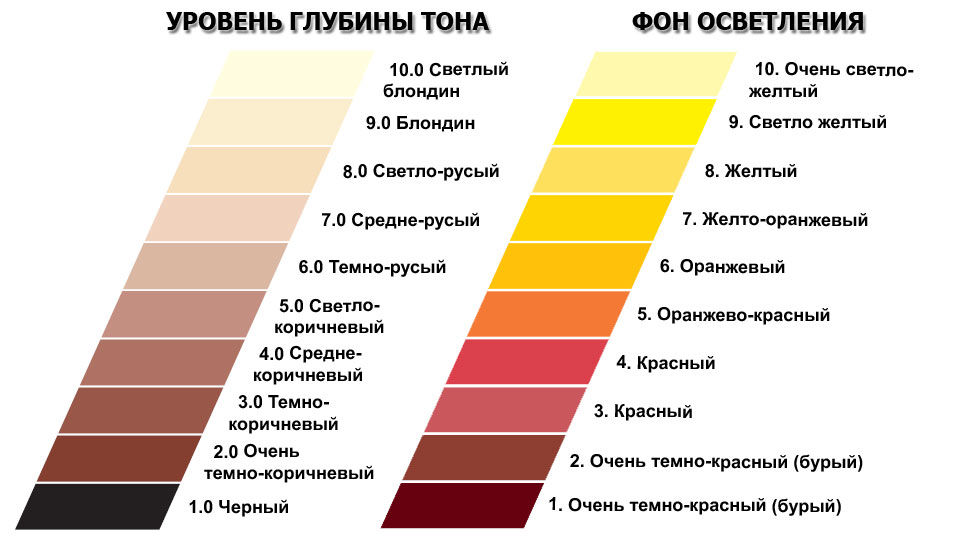 УРОВЕНЬ ГЛУБИНЫ ТОНА
10.0 Светлый
блондин
9.0 Блондин
8.0 Светло-русый
7.0 Средне-русый
6.0 Темно-русый
5.0 Светло-
коричневый
4.0 Средне-
коричневый
3.0 Темно-
коричневый
2.0 Очень
темно-коричневый
1.0 Черный
ФОН ОСВЕТЛЕНИЯ
10. Очень светло-
желтый
9. Светло желтый
8. Желтый
7. Желто-оранжевый
6. Оранжевый
5. Оранжево-красный
4. Красный
3. Красный
2. Очень темно-красный (бурый)
1. Очень темно-красный (бурый)